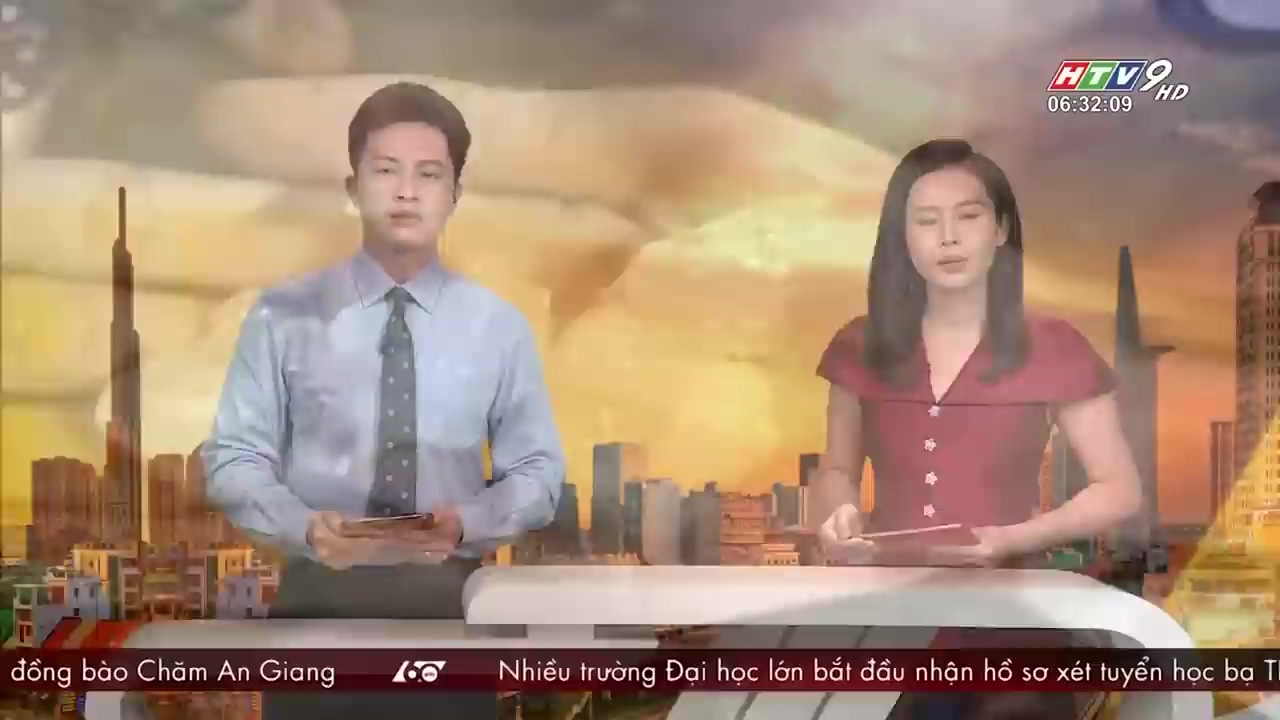 HTV9 HD
06:32:09
đồng bào Chăm An Giang 60 Nhiều trường Đại học lớn bắt đầu nhận hồ sơ xét tuyển học bạ